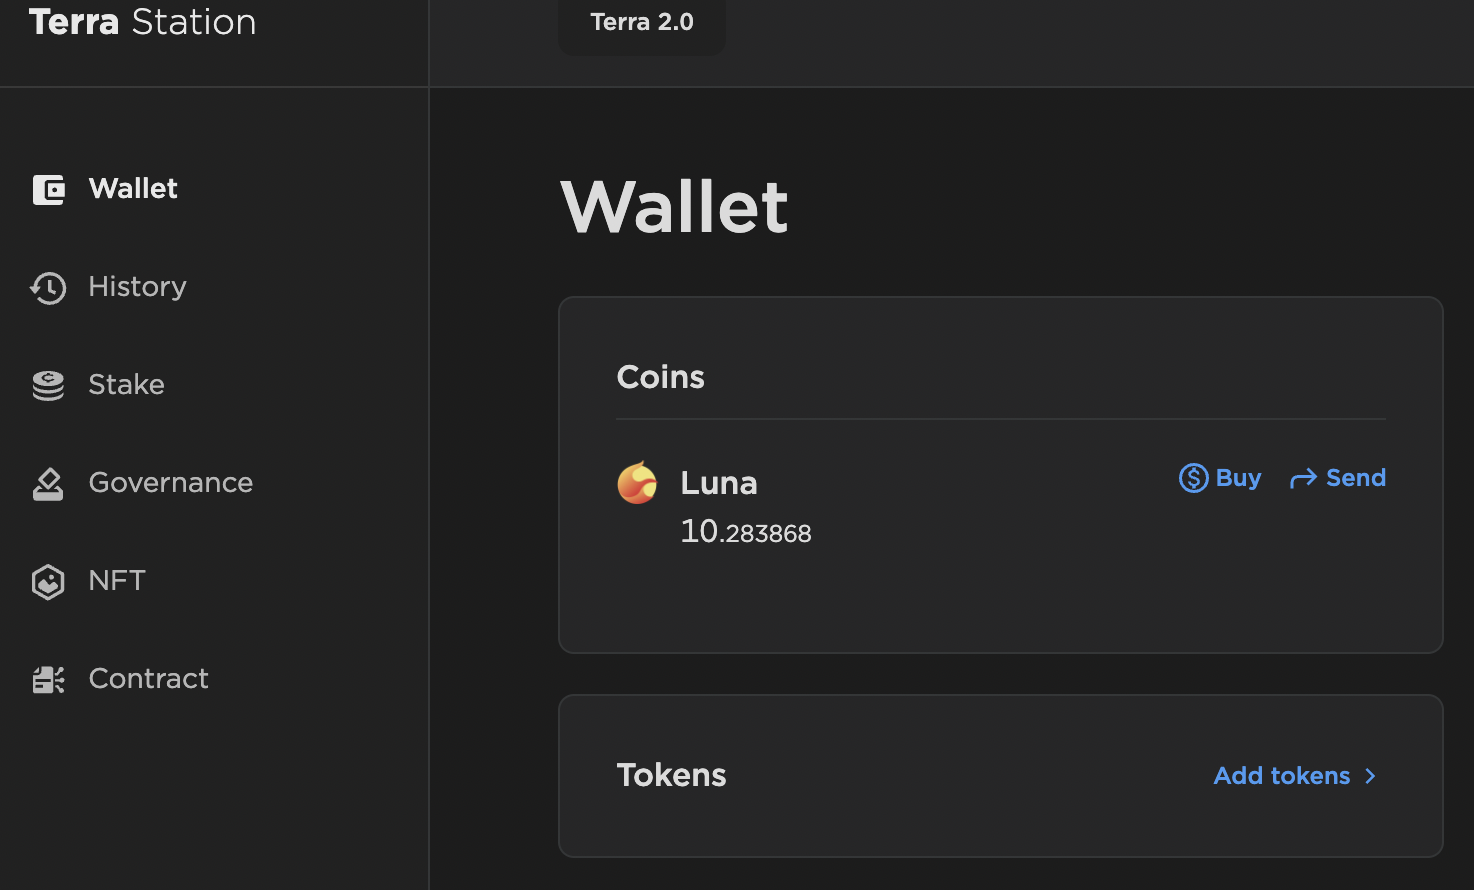 Terra Station
Terra 2.0
Wallet
History
Stake
Governance
NFT
Contract
Wallet
Coins
Luna
10.283868
Buy
Send
Tokens
Add tokens